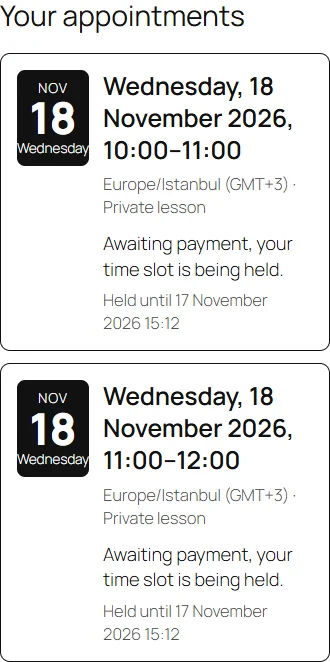 Your appointments
NOV
18
Wednesday
Wednesday, 18
November 2026,
10:00–11:00
Europe/Istanbul (GMT+3) ·
Private lesson
Awaiting payment, your
time slot is being held.
Held until 17 November
2026 15:12
NOV
18
Wednesday
Wednesday, 18
November 2026,
11:00–12:00
Europe/Istanbul (GMT+3) ·
Private lesson
Awaiting payment, your
time slot is being held.
Held until 17 November
2026 15:12